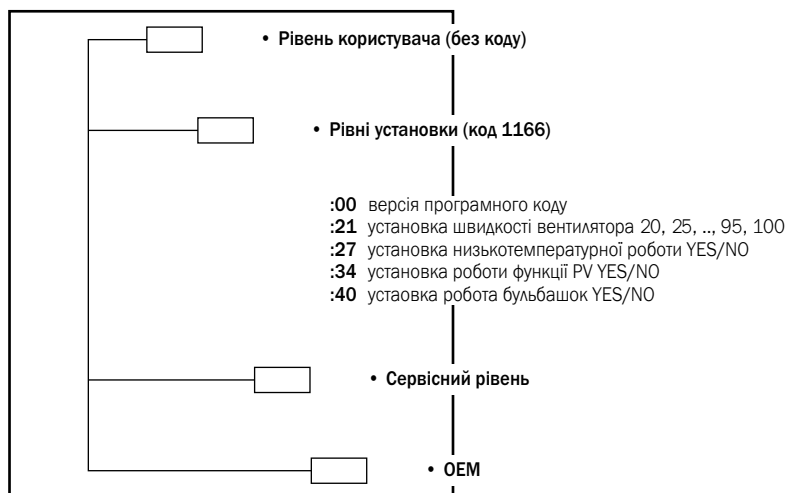 • Рівень користувача (без коду)
• Рівні установки (код 1166)
:00 версія програмного коду
:21 установка швидкості вентилятора 20, 25, .., 95, 100
:27 установка низькотемпературної роботи YES/NO
:34 установка роботи функції PV YES/NO
:40 устаовка робота бульбашок YES/NO
• Сервісний рівень
• OEM